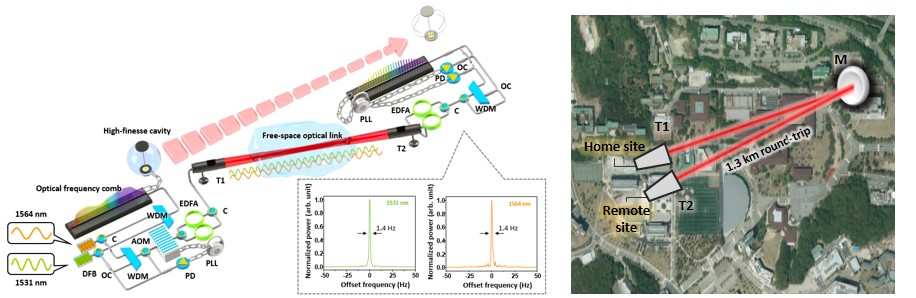 High-finesse cavity
Optical frequency comb
1564 nm
1531 nm
DFB
C
OC
WDM
AOM
WDM
EDFA
C
PD
PLL
T1
Free-space optical link
T2
PLL
PD
OC
EDFA
C
WDM
OC
Normalized power (arb. unit)
1.0
0.8
0.6
0.4
0.2
0.0
1531 nm
1.4 Hz
-50
-25
0
25
50
Offset frequency (Hz)
Normalized power (arb. unit)
1.0
0.8
0.6
0.4
0.2
0.0
1564 nm
1.4 Hz
-50
-25
0
25
50
Offset frequency (Hz)
M
T1
Home site
1.3 km round-trip
Remote
site
T2